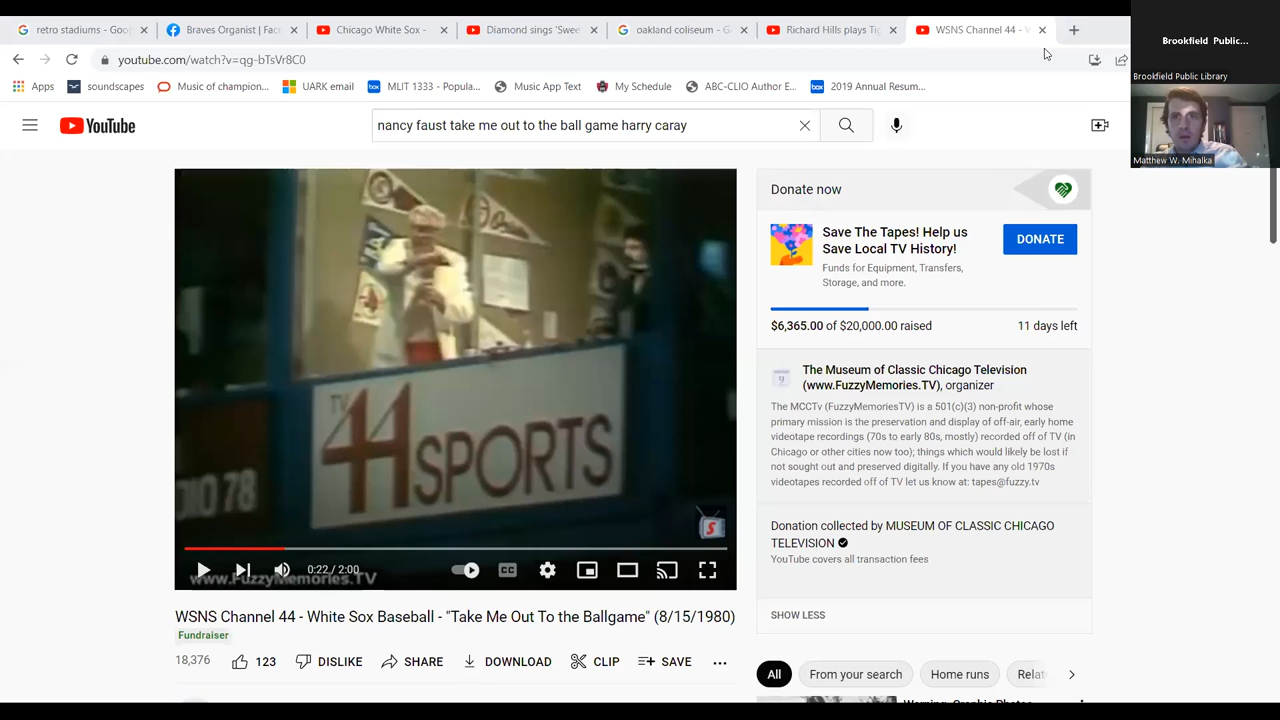 retro stadiums - Goo
Braves Organist | Fac
Chicago White Sox -
Diamond sings 'Swee
oakland coliseum - G
Richard Hills plays Tig
WSNS Channel 44 - W
Brookfield Public...
youtube.com/watch?v=qg-bTsVr8C0
Brookfield Public Library
Apps
soundscapes
Music of champion...
UARK email
MLIT 1333 - Popula...
Music App Text
My Schedule
ABC-CLIO Author E...
2019 Annual Resum...
YouTube
nancy faust take me out to the ball game harry caray
Matthew W. Mihalka
TV
44 SPORTS
www.FuzzyMemories.TV
0:22 / 2:00
CC
Donate now
Save The Tapes! Help us
Save Local TV History!
DONATE
Funds for Equipment, Transfers,
Storage, and more.
$6,365.00 of $20,000.00 raised
11 days left
The Museum of Classic Chicago Television
(www.FuzzyMemories.TV), organizer
The MCCTv (FuzzyMemoriesTV) is a 501(c)(3) non-profit whose
primary mission is the preservation and display of off-air, early home
videotape recordings (70s to early 80s, mostly) recorded off of TV (in
Chicago or other cities now too); things which would likely be lost if
not sought out and preserved digitally. If you have any old 1970s
videotapes recorded off of TV let us know at: tapes@fuzzy.tv
Donation collected by MUSEUM OF CLASSIC CHICAGO
TELEVISION
YouTube covers all transaction fees
SHOW LESS
WSNS Channel 44 - White Sox Baseball - "Take Me Out To the Ballgame" (8/15/1980)
Fundraiser
18,376
123
DISLIKE
SHARE
DOWNLOAD
CLIP
SAVE
All
From your search
Home runs
Relat
Warning: Graphic Photos